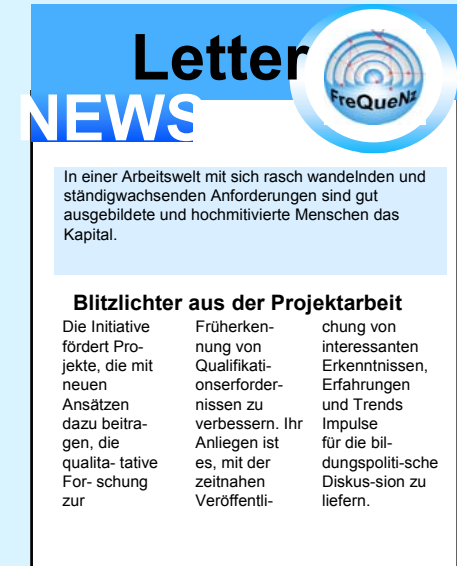 Letter
FreQueNz
NEWS
In einer Arbeitswelt mit sich rasch wandelnden und
ständigwachsenden Anforderungen sind gut
ausgebildete und hochmitivierte Menschen das
Kapital.
Blitzlichter aus der Projektarbeit
Die Initiative
fördert Pro-
jekte, die mit
neuen
Ansätzen
dazu beitra-
gen, die
qualita- tative
For- schung
zur
Früherken-
nung von
Qualifikati-
onserforder-
nissen zu
verbessern. Ihr
Anliegen ist
es, mit der
zeitnahen
Veröffentli-
chung von
interessanten
Erkenntnissen,
Erfahrungen
und Trends
Impulse
für die bil-
dungspoliti-sche
Diskus-sion zu
liefern.